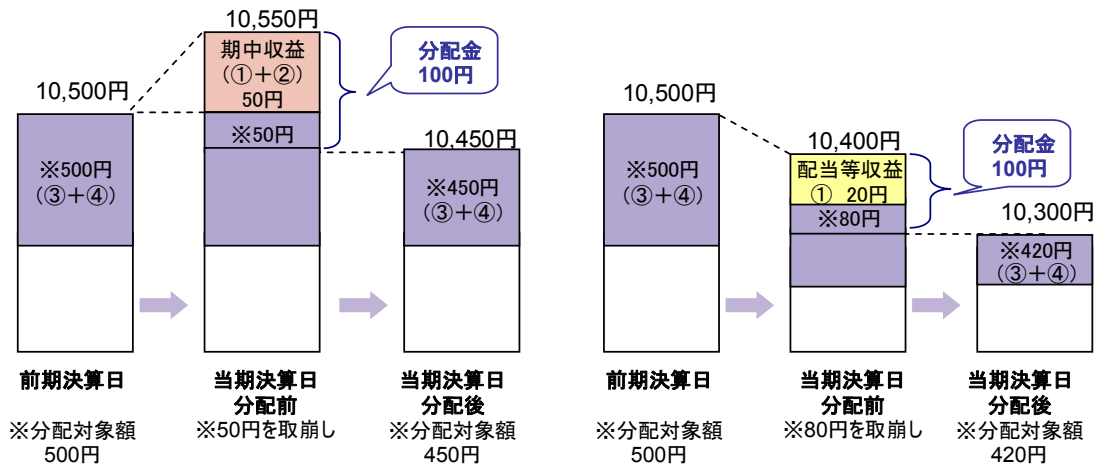 10,550円
期中収益
(①+②)
50円
分配金
100円
10,500円
※50円
10,450円
※500円
(③+④)
※450円
(③+④)
前期決算日
当期決算日
分配前
当期決算日
分配後
※分配対象額
500円
※50円を取崩し
※分配対象額
450円
10,500円
10,400円
分配金
100円
配当等収益
① 20円
※500円
(③+④)
※80円
10,300円
※420円
(③+④)
前期決算日
当期決算日
分配前
当期決算日
分配後
※分配対象額
500円
※80円を取崩し
※分配対象額
420円